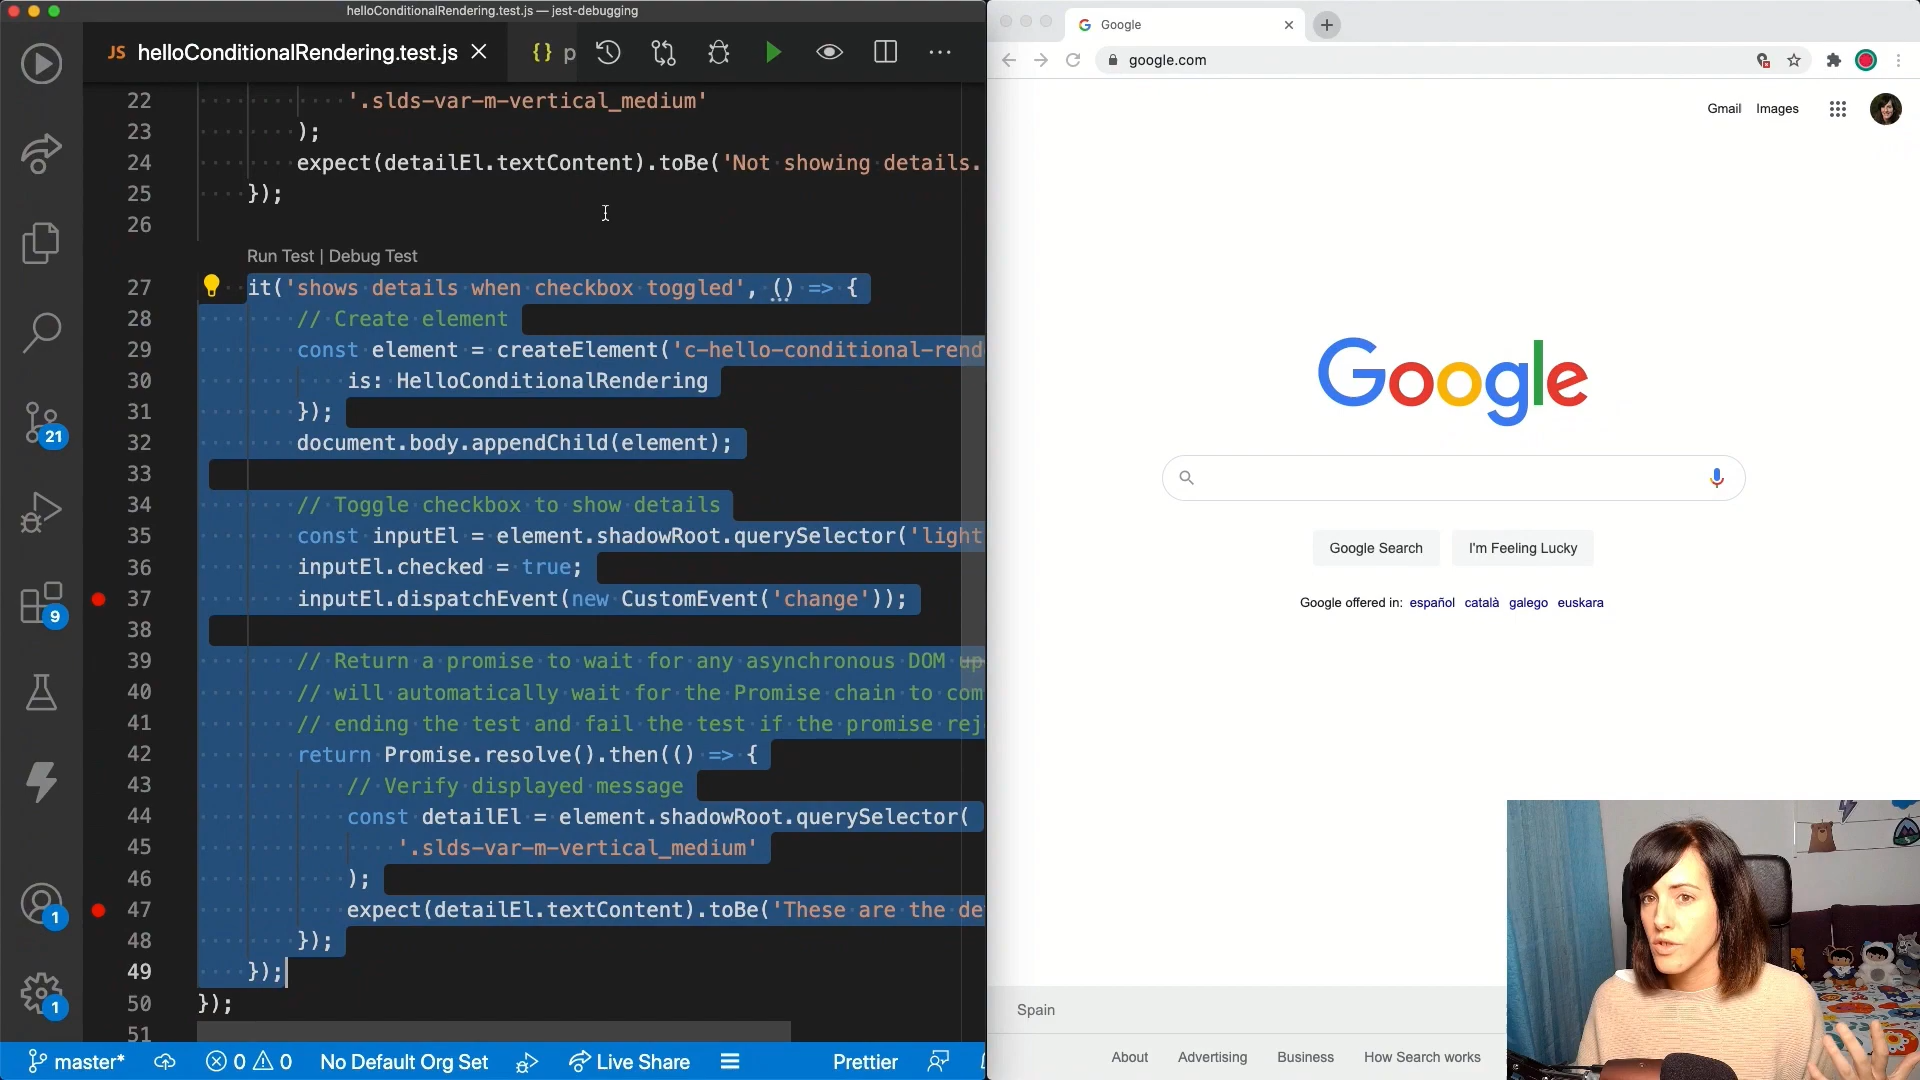 helloConditionalRendering.test.js — jest-debugging
JS helloConditionalRendering.test.js
{} p
22 '.slds-var-m-vertical_medium'
23 );
24 expect(detailEl.textContent).toBe('Not showing details.
25 });
26
Run Test | Debug Test
27 it('shows details when checkbox toggled', () => {
28 // Create element
29 const element = createElement('c-hello-conditional-rend
30 is: HelloConditionalRendering
31 });
32 document.body.appendChild(element);
33
34 // Toggle checkbox to show details
35 const inputEl = element.shadowRoot.querySelector('light
36 inputEl.checked = true;
37 inputEl.dispatchEvent(new CustomEvent('change'));
38
39 // Return a promise to wait for any asynchronous DOM up
40 // will automatically wait for the Promise chain to com
41 // ending the test and fail the test if the promise rej
42 return Promise.resolve().then(() => {
43 // Verify displayed message
44 const detailEl = element.shadowRoot.querySelector(
45 '.slds-var-m-vertical_medium'
46 );
47 expect(detailEl.textContent).toBe('These are the de
48 });
49 });
50 });
51
21
9
1
1
master* 0 0 No Default Org Set Live Share Prettier
Google
google.com
Gmail Images
Google
Google Search I'm Feeling Lucky
Google offered in: español català galego euskara
Spain
About Advertising Business How Search works